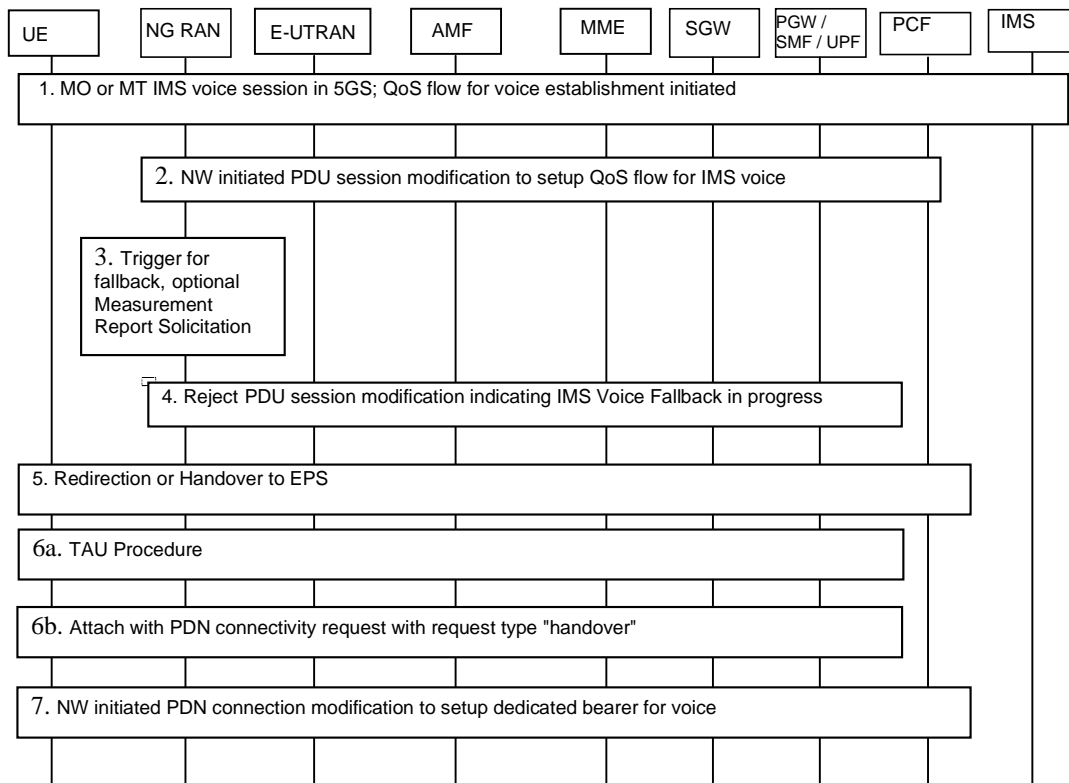 UE
NG RAN
E-UTRAN
AMF
MME
SGW
PGW /
SMF / UPF
PCF
IMS
1. MO or MT IMS voice session in 5GS; QoS flow for voice establishment initiated
2. NW initiated PDU session modification to setup QoS flow for IMS voice
3. Trigger for
fallback, optional
Measurement
Report Solicitation
4. Reject PDU session modification indicating IMS Voice Fallback in progress
5. Redirection or Handover to EPS
6a. TAU Procedure
6b. Attach with PDN connectivity request with request type "handover"
7. NW initiated PDN connection modification to setup dedicated bearer for voice